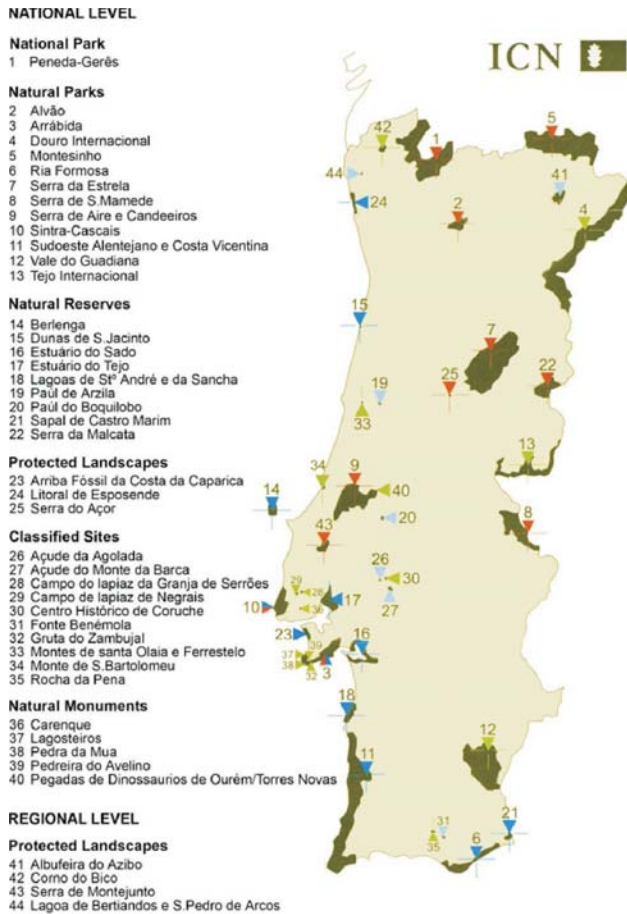 NATIONAL LEVEL
National Park
1 Peneda-Gerês
Natural Parks
2 Alvão
3 Arrábida
4 Douro Internacional
5 Montesinho
6 Ria Formosa
7 Serra da Estrela
8 Serra de S.Mamede
9 Serra de Aire e Candeeiros
10 Sintra-Cascais
11 Sudoeste Alentejano e Costa Vicentina
12 Vale do Guadiana
13 Tejo Internacional
Natural Reserves
14 Berlenga
15 Dunas de S.Jacinto
16 Estuário do Sado
17 Estuário do Tejo
18 Lagoas de Stº André e da Sancha
19 Paúl de Arzila
20 Paúl do Boquilobo
21 Sapal de Castro Marim
22 Serra da Malcata
Protected Landscapes
23 Arriba Fóssil da Costa da Caparica
24 Litoral de Esposende
25 Serra do Açor
Classified Sites
26 Açude da Agolada
27 Açude do Monte da Barca
28 Campo do lapiaz da Granja de Serrões
29 Campo de lapiaz de Negrais
30 Centro Histórico de Coruche
31 Fonte Benémola
32 Gruta do Zambujal
33 Montes de santa Olaia e Ferrestelo
34 Monte de S.Bartolomeu
35 Rocha da Pena
Natural Monuments
36 Carenque
37 Lagosteiros
38 Pedra da Mua
39 Pedreira do Avelino
40 Pegadas de Dinossaurios de Ourém/Torres Novas
REGIONAL LEVEL
Protected Landscapes
41 Albufeira do Azibo
42 Corno do Bico
43 Serra de Montejunto
44 Lagoa de Bertiandos e S.Pedro de Arcos
ICN
5
42
1
44
41
24
2
4
15
7
25
22
19
33
13
34
9
40
14
20
8
43
26
29
28
30
10
36
17
27
23
39
16
37
38
32
3
18
12
11
31
21
35
6